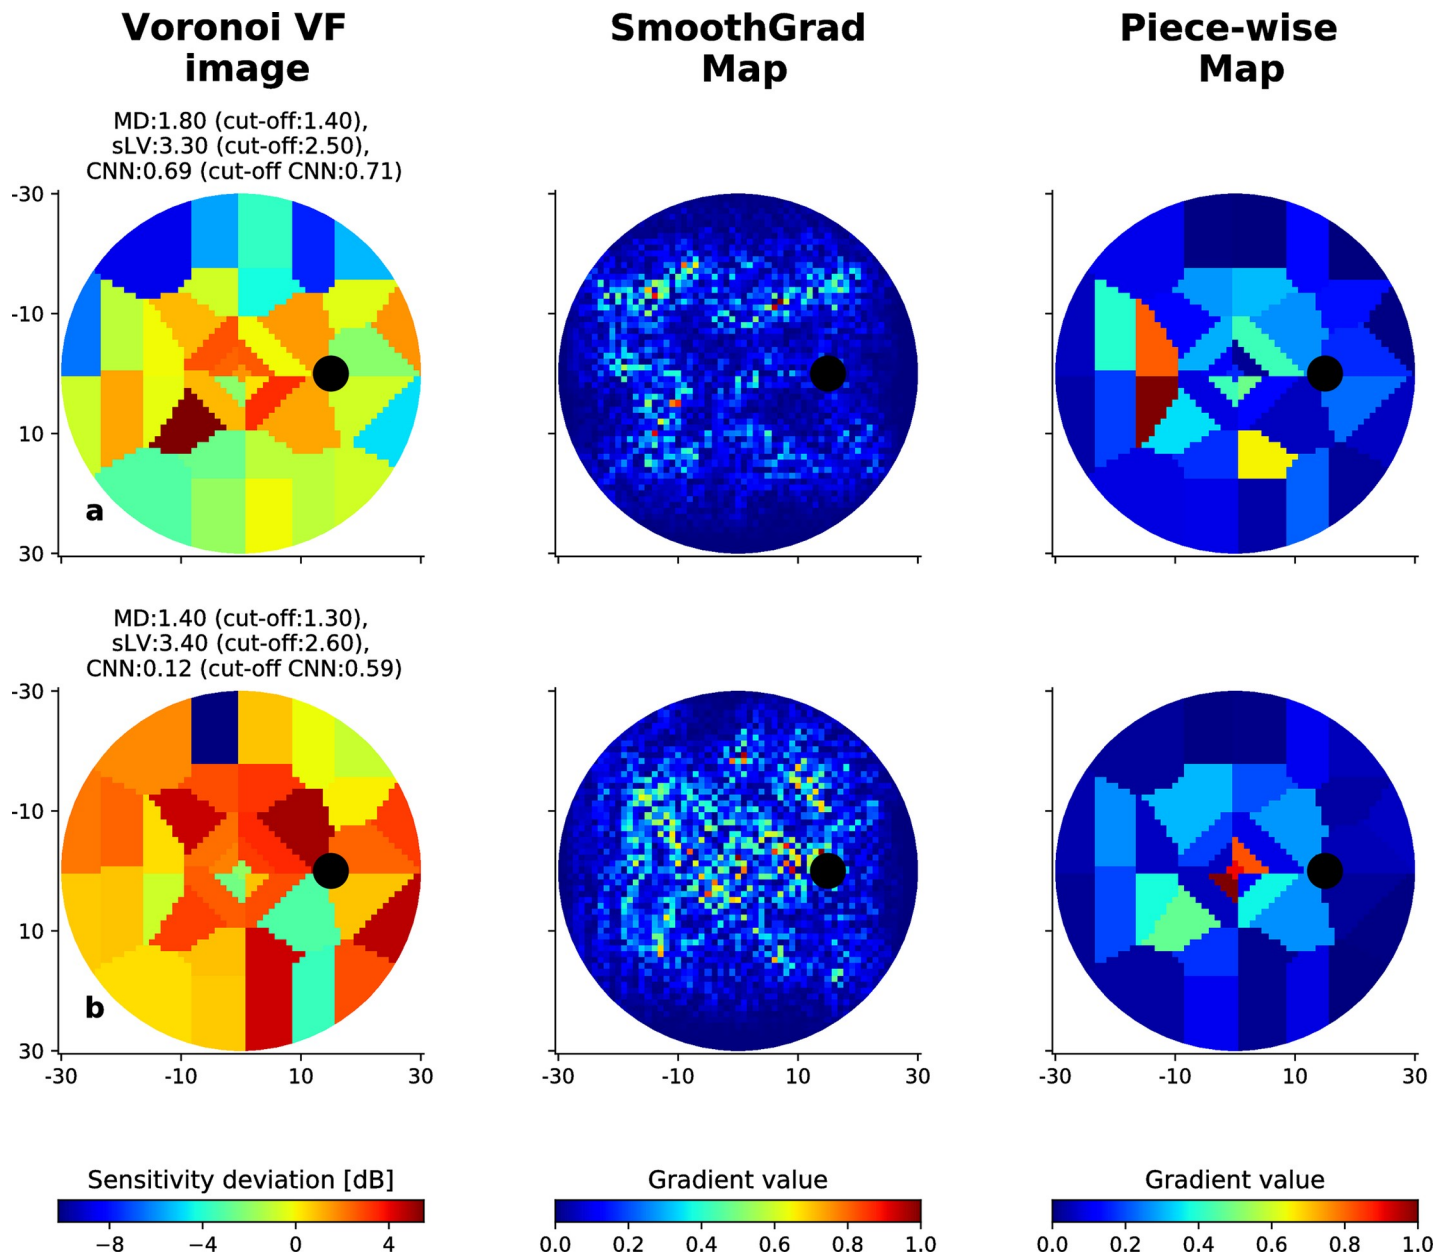 Voronoi VF
image
SmoothGrad
Map
Piece-wise
Map
MD:1.80 (cut-off:1.40),
sLV:3.30 (cut-off:2.50),
CNN:0.69 (cut-off CNN:0.71)
-30
-10
10
30
a
MD:1.40 (cut-off:1.30),
sLV:3.40 (cut-off:2.60),
CNN:0.12 (cut-off CNN:0.59)
-30
-10
10
30
b
-30 -10 10 30
-30 -10 10 30
-30 -10 10 30
Sensitivity deviation [dB]
−8 −4 0 4
Gradient value
0.0 0.2 0.4 0.6 0.8 1.0
Gradient value
0.0 0.2 0.4 0.6 0.8 1.0